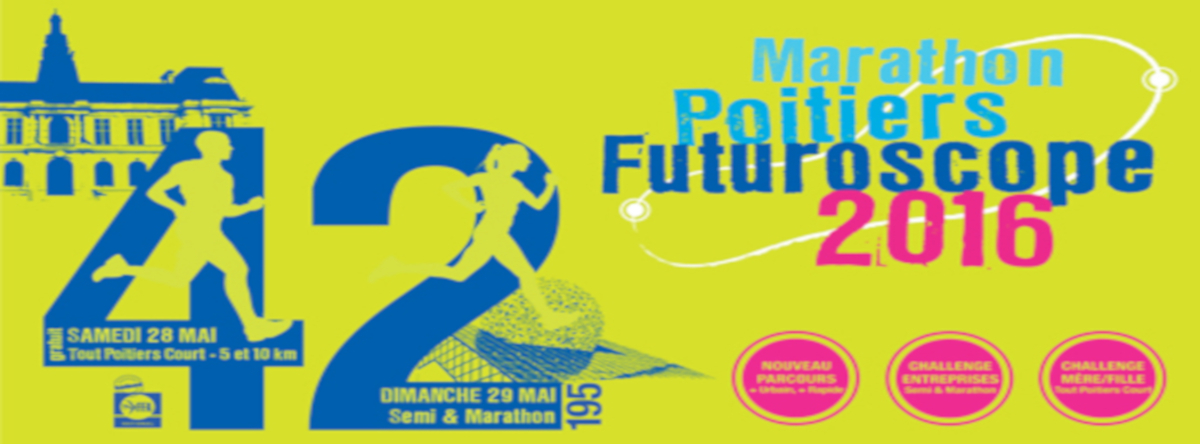 Marathon
Poitiers
Futuroscope
2016
42
195
gratuit
SAMEDI 28 MAI
Tout Poitiers Court - 5 et 10 km
DIMANCHE 29 MAI
Semi & Marathon
NOUVEAU
PARCOURS
+ Urbain, + Rapide
CHALLENGE
ENTREPRISES
Semi & Marathon
CHALLENGE
MÈRE/FILLE
Tout Poitiers Court